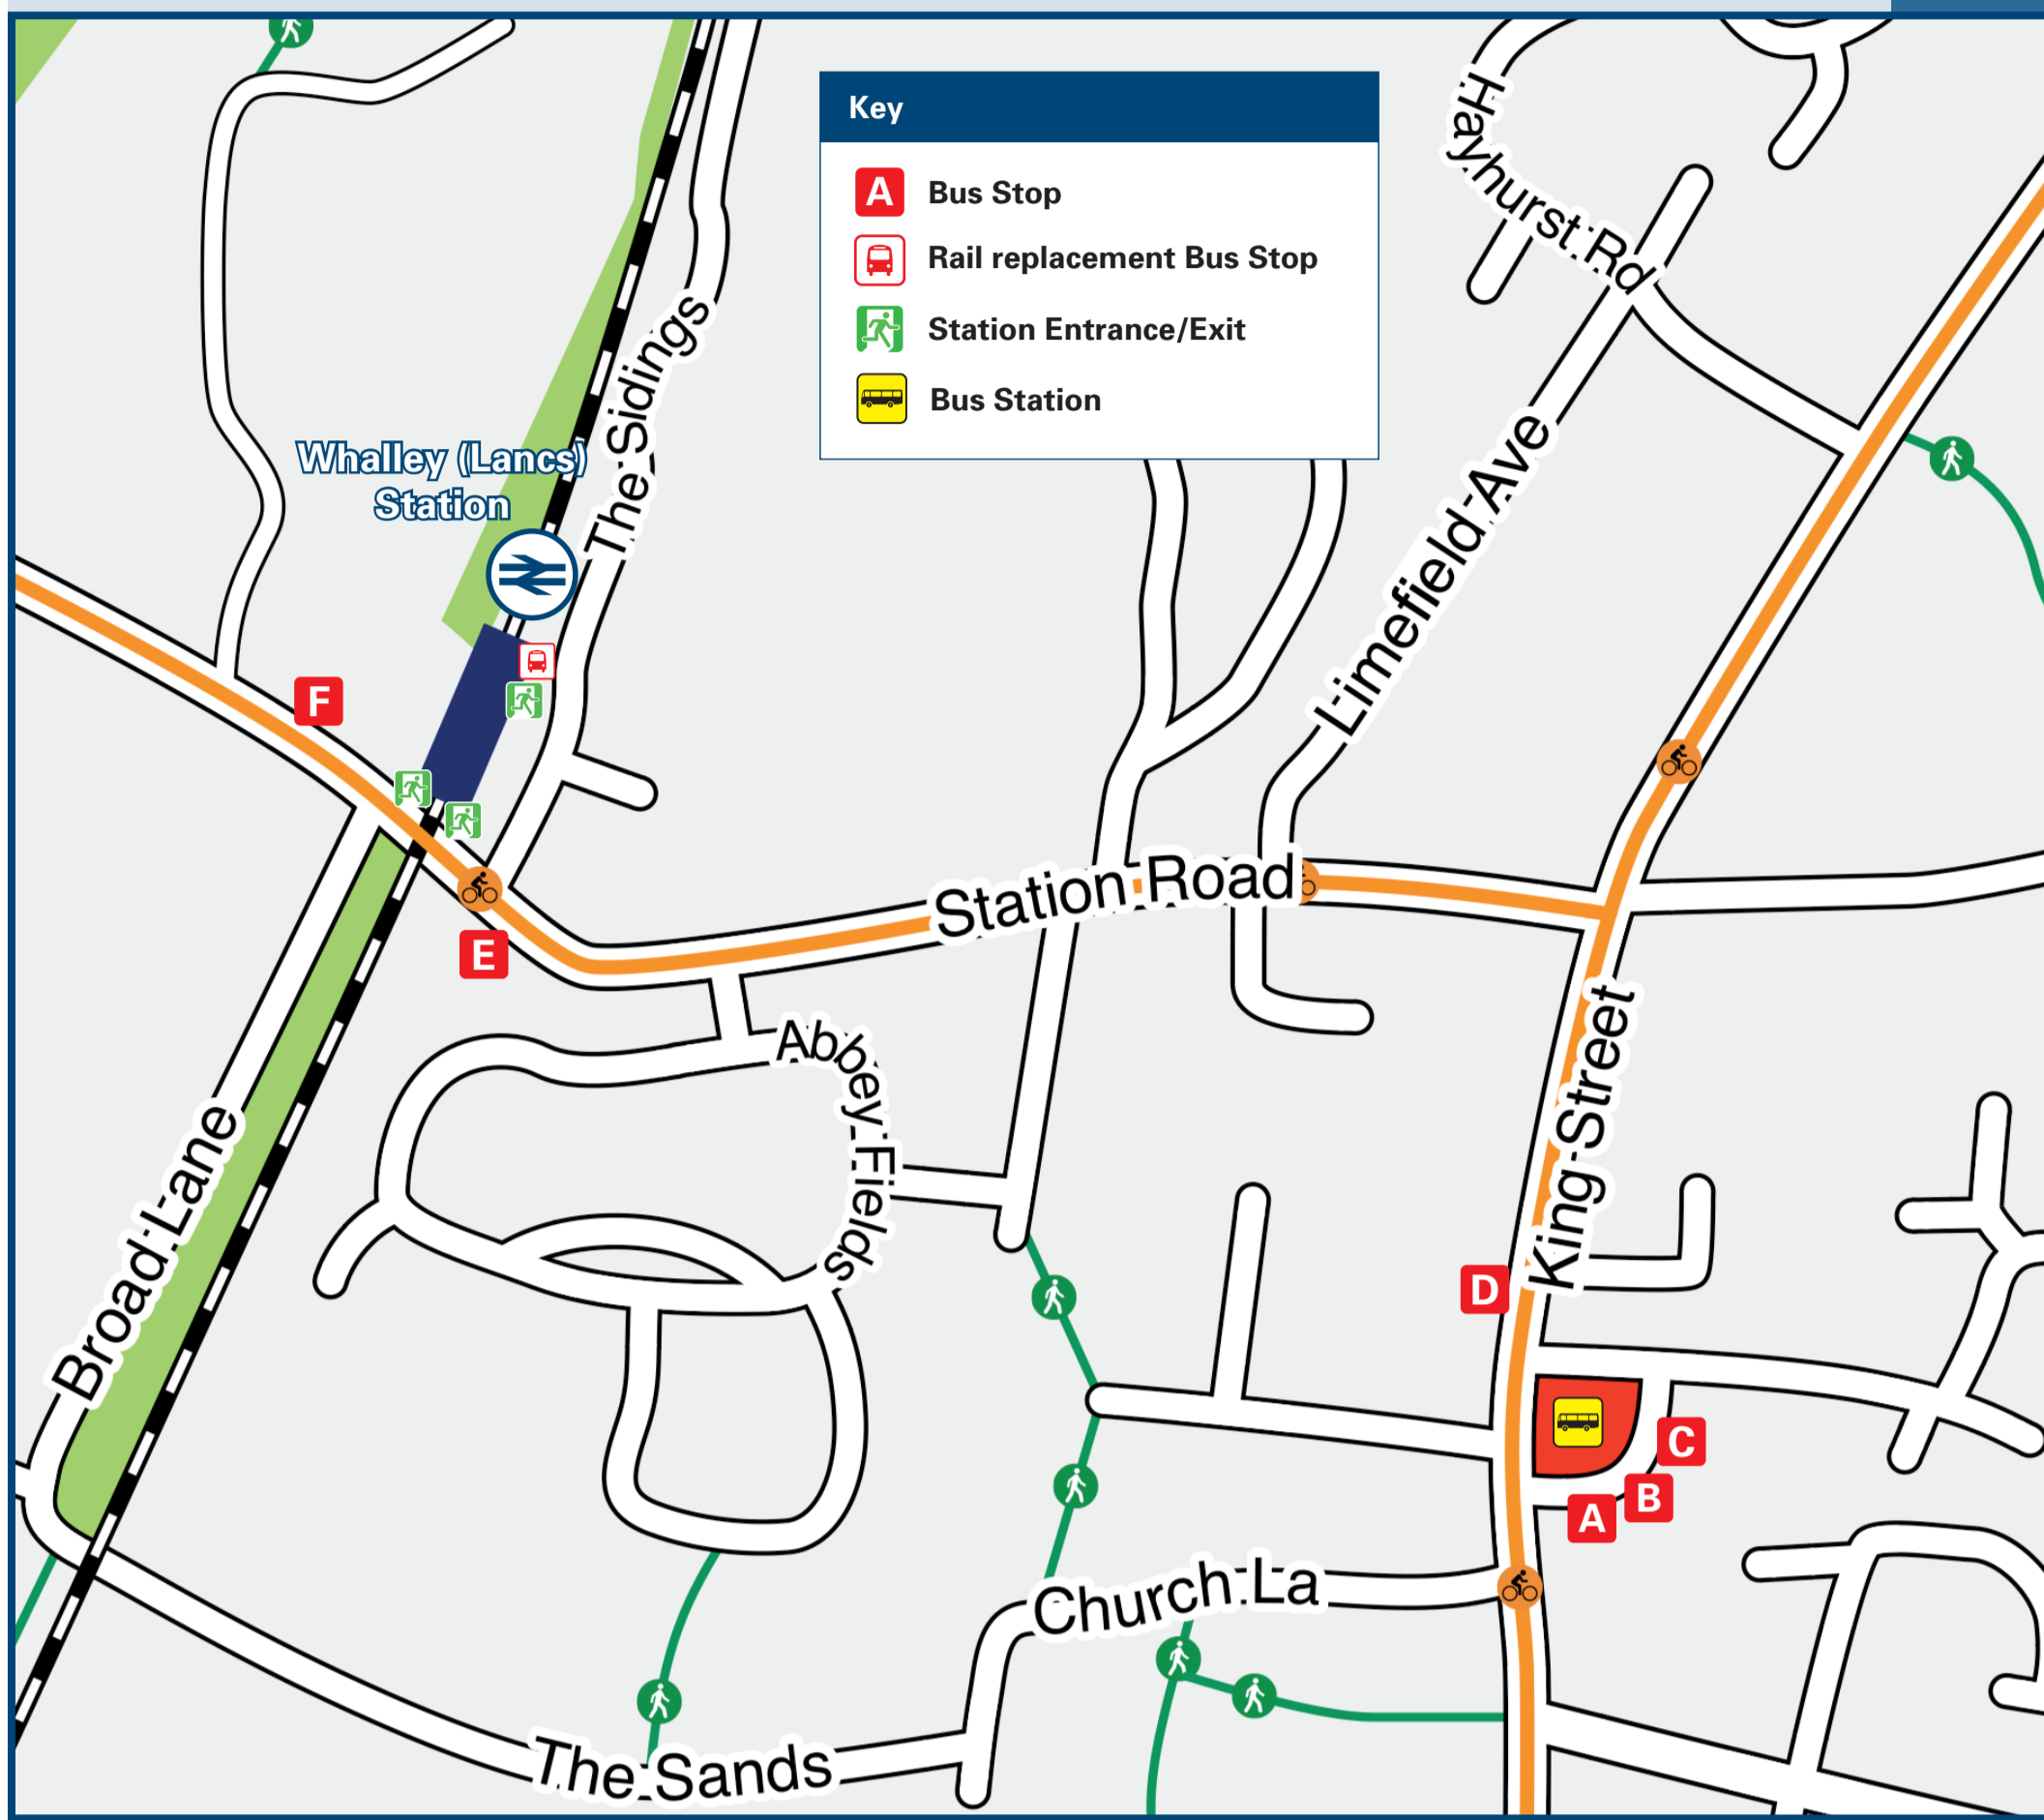 Key
A Bus Stop
Rail replacement Bus Stop
Station Entrance/Exit
Bus Station
Hayhurst Rd
The Sidings
Whalley (Lancs)
Station
Limefield Ave
F
Station Road
E
King Street
Abbey Fields
Broad Lane
D
C
B
A
Church La
The Sands